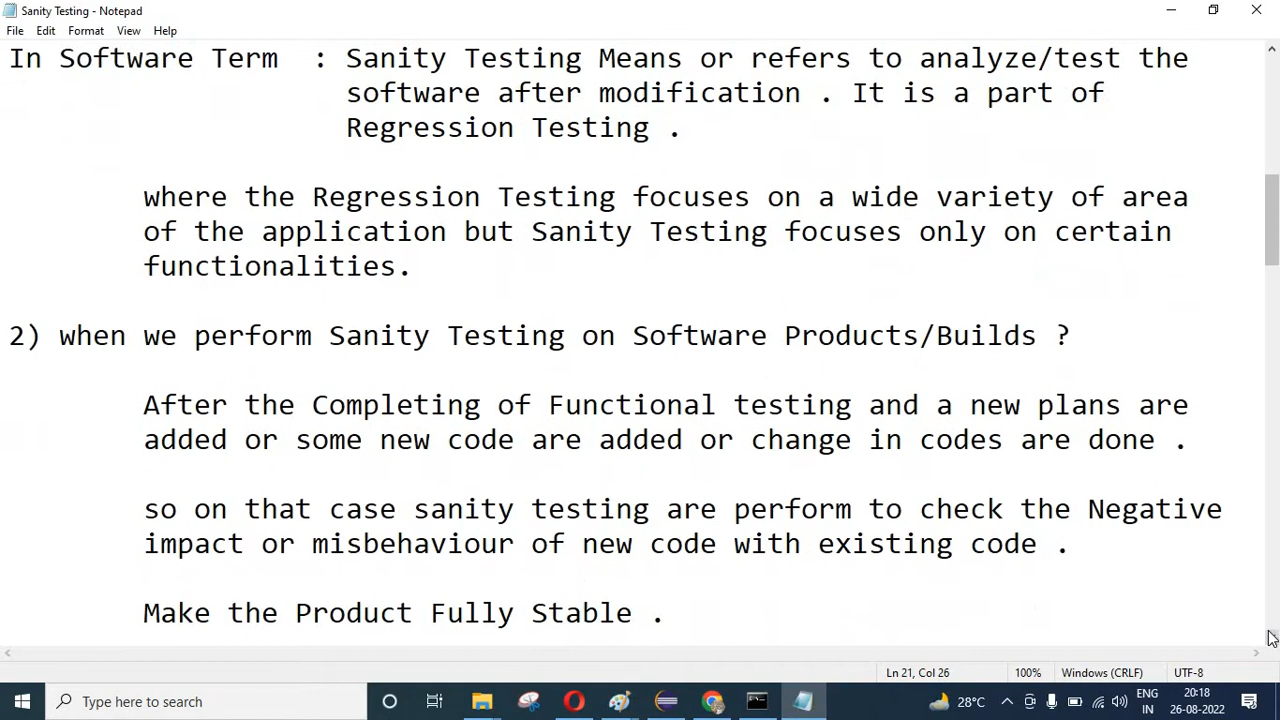 Sanity Testing - Notepad
File Edit Format View Help
In Software Term : Sanity Testing Means or refers to analyze/test the
software after modification . It is a part of
Regression Testing .
where the Regression Testing focuses on a wide variety of area
of the application but Sanity Testing focuses only on certain
functionalities.
2) when we perform Sanity Testing on Software Products/Builds ?
After the Completing of Functional testing and a new plans are
added or some new code are added or change in codes are done .
so on that case sanity testing are perform to check the Negative
impact or misbehaviour of new code with existing code .
Make the Product Fully Stable .
Ln 21, Col 26 100% Windows (CRLF) UTF-8
Type here to search 28°C ENG 20:18
IN 26-08-2022